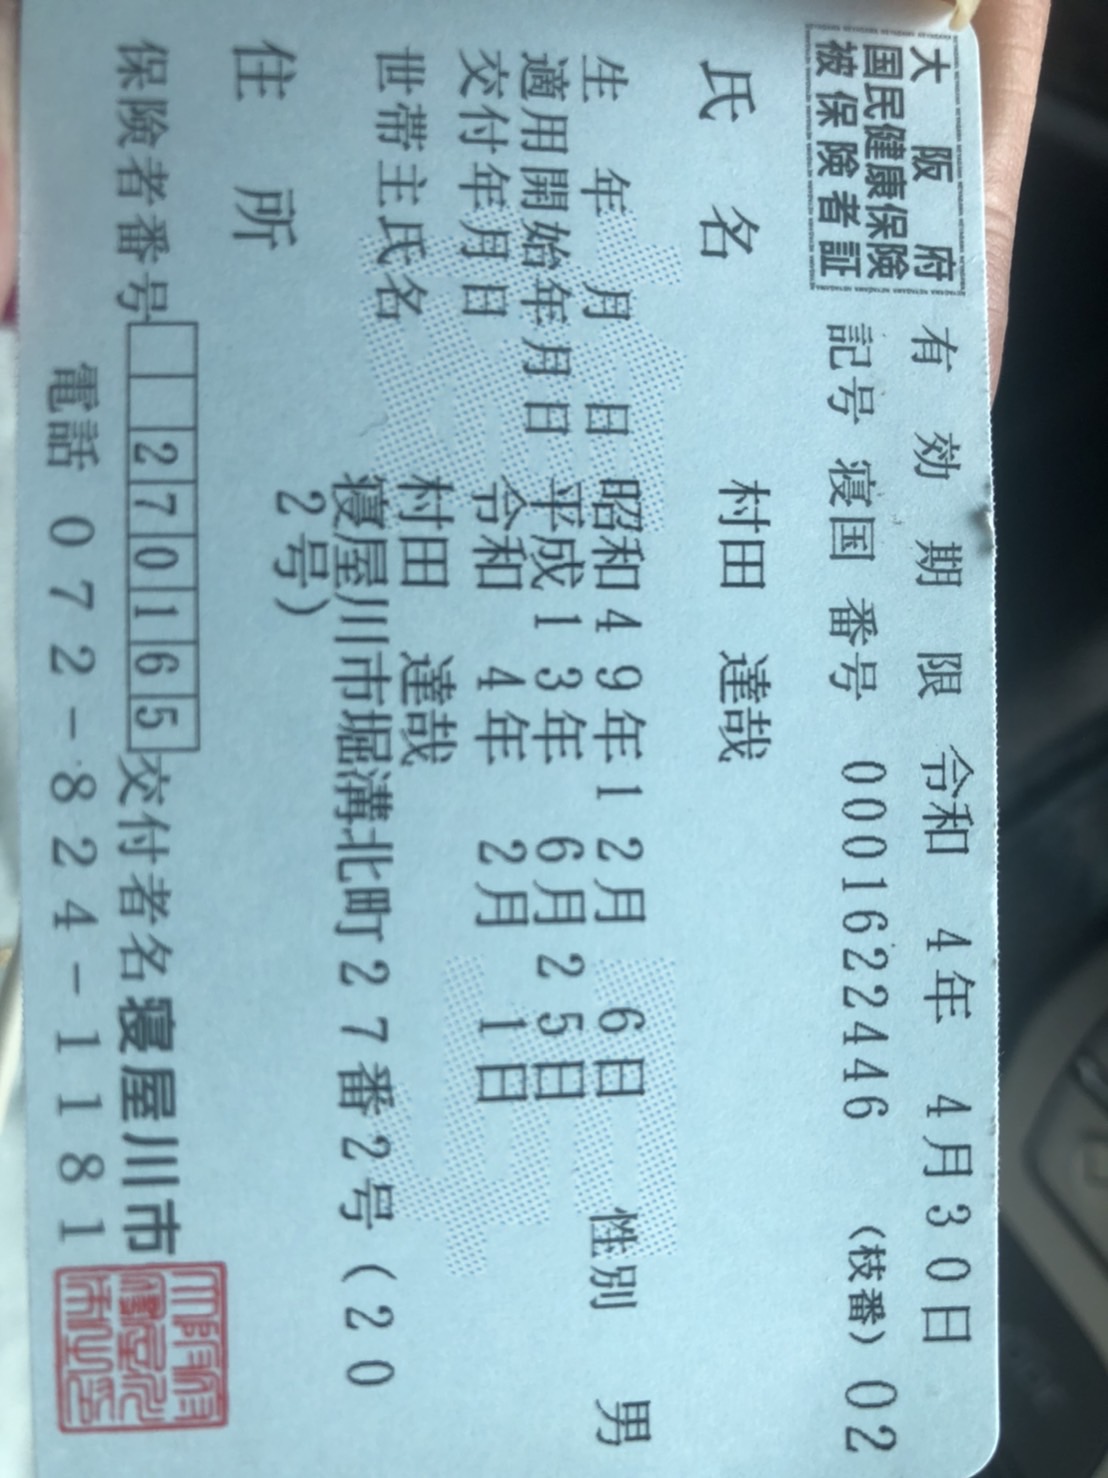 大阪府
国民健康保険
被保険者証
有効期限 令和 4年 4月30日
記号 寝国 番号 0001622446 (枝番) 02
氏名 村田 達哉
生年月日 昭和49年12月 6日 性別 男
適用開始年月日 平成13年 6月25日
交付年月日 令和 4年 2月 1日
世帯主氏名 村田 達哉
住所 寝屋川市堀溝北町27番2号(20
2号)
保険者番号 270165 交付者名 寝屋川市
電話 072-824-1181